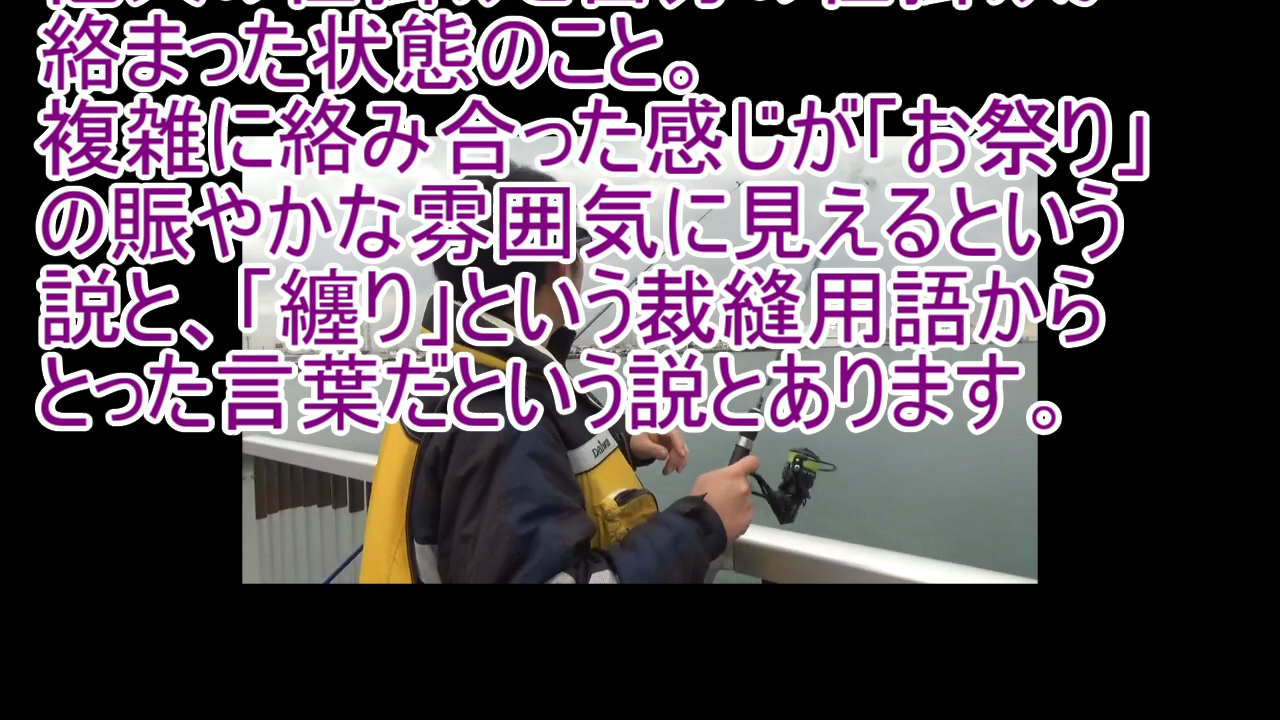 絡まった状態のこと。
複雑に絡み合った感じが「お祭り」
の賑やかな雰囲気に見えるという
説と、「纏り」という裁縫用語から
とった言葉だという説とあります。
Daiwa